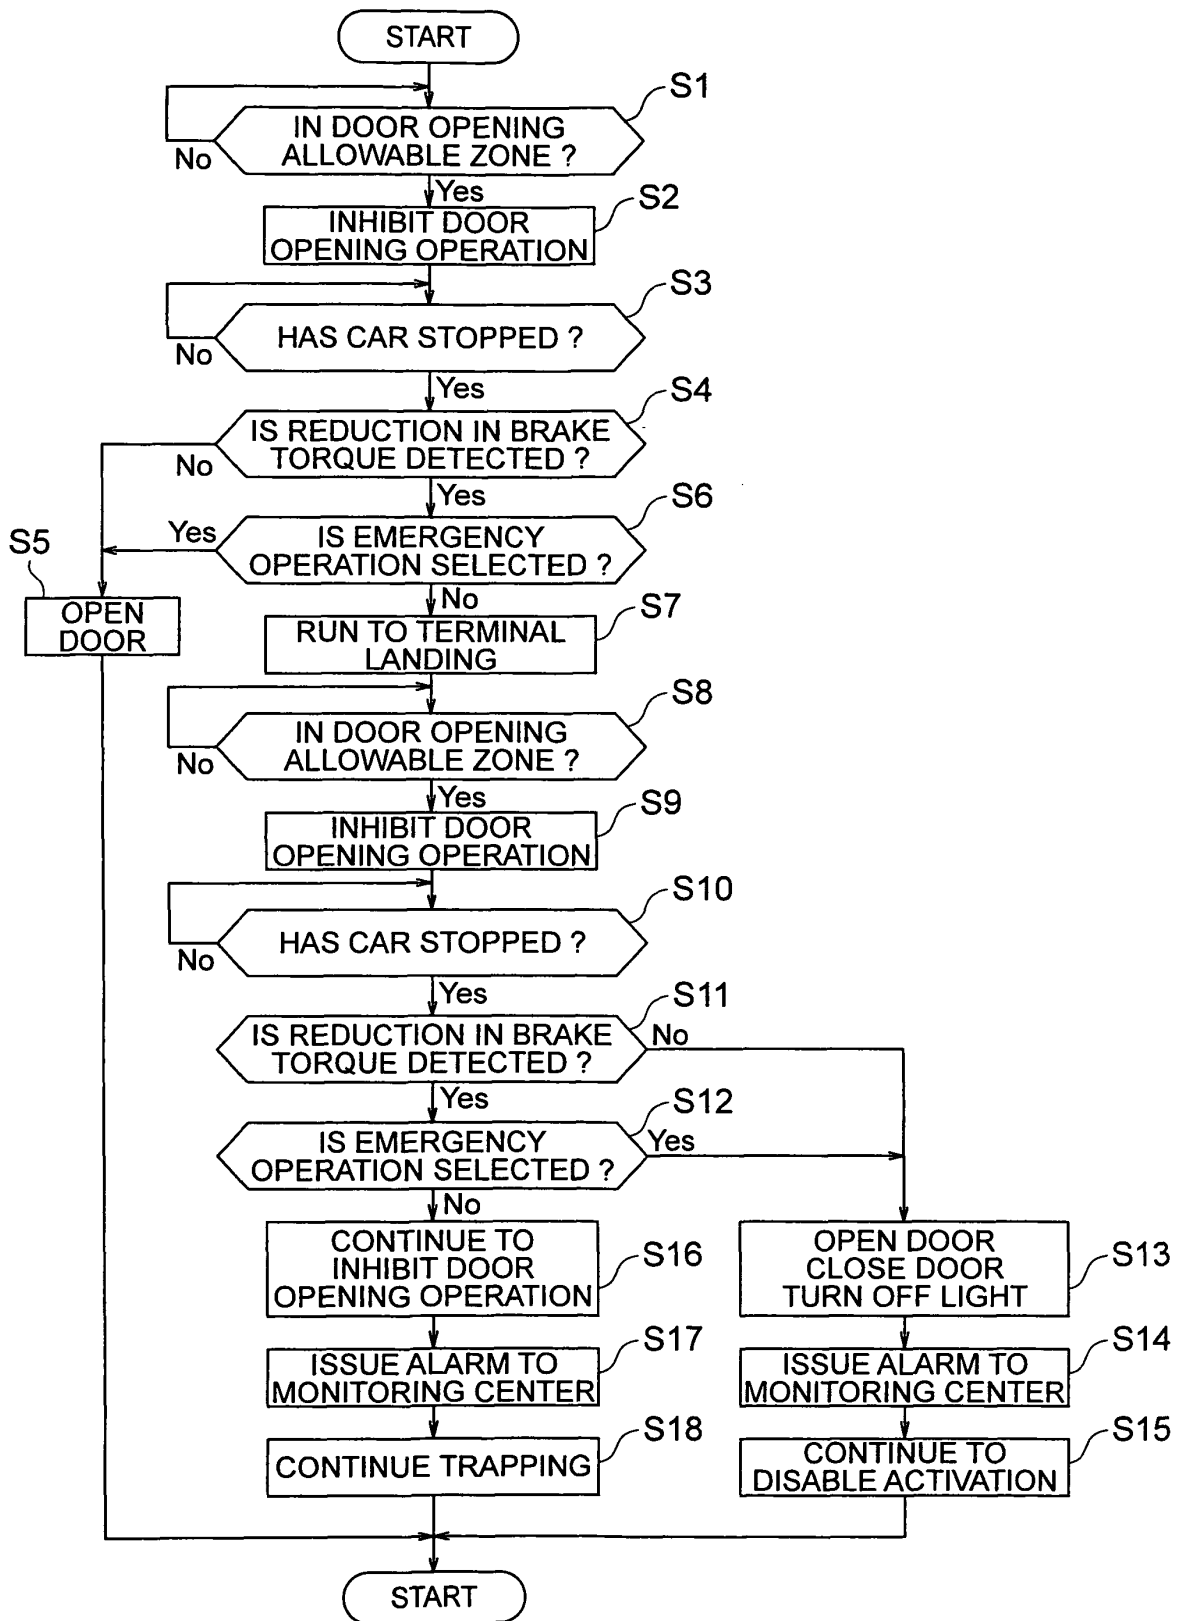 START
S1
IN DOOR OPENING
ALLOWABLE ZONE ?
No
Yes
S2
INHIBIT DOOR
OPENING OPERATION
S3
HAS CAR STOPPED ?
No
Yes
S4
IS REDUCTION IN BRAKE
TORQUE DETECTED ?
No
Yes
S6
IS EMERGENCY
OPERATION SELECTED ?
Yes
No
S5
OPEN
DOOR
S7
RUN TO TERMINAL
LANDING
S8
IN DOOR OPENING
ALLOWABLE ZONE ?
No
Yes
S9
INHIBIT DOOR
OPENING OPERATION
S10
HAS CAR STOPPED ?
No
Yes
S11
IS REDUCTION IN BRAKE
TORQUE DETECTED ?
No
Yes
S12
IS EMERGENCY
OPERATION SELECTED ?
Yes
No
CONTINUE TO
INHIBIT DOOR
OPENING OPERATION
S16
OPEN DOOR
CLOSE DOOR
TURN OFF LIGHT
S13
ISSUE ALARM TO
MONITORING CENTER
S17
ISSUE ALARM TO
MONITORING CENTER
S14
CONTINUE TRAPPING
S18
CONTINUE TO
DISABLE ACTIVATION
S15
START